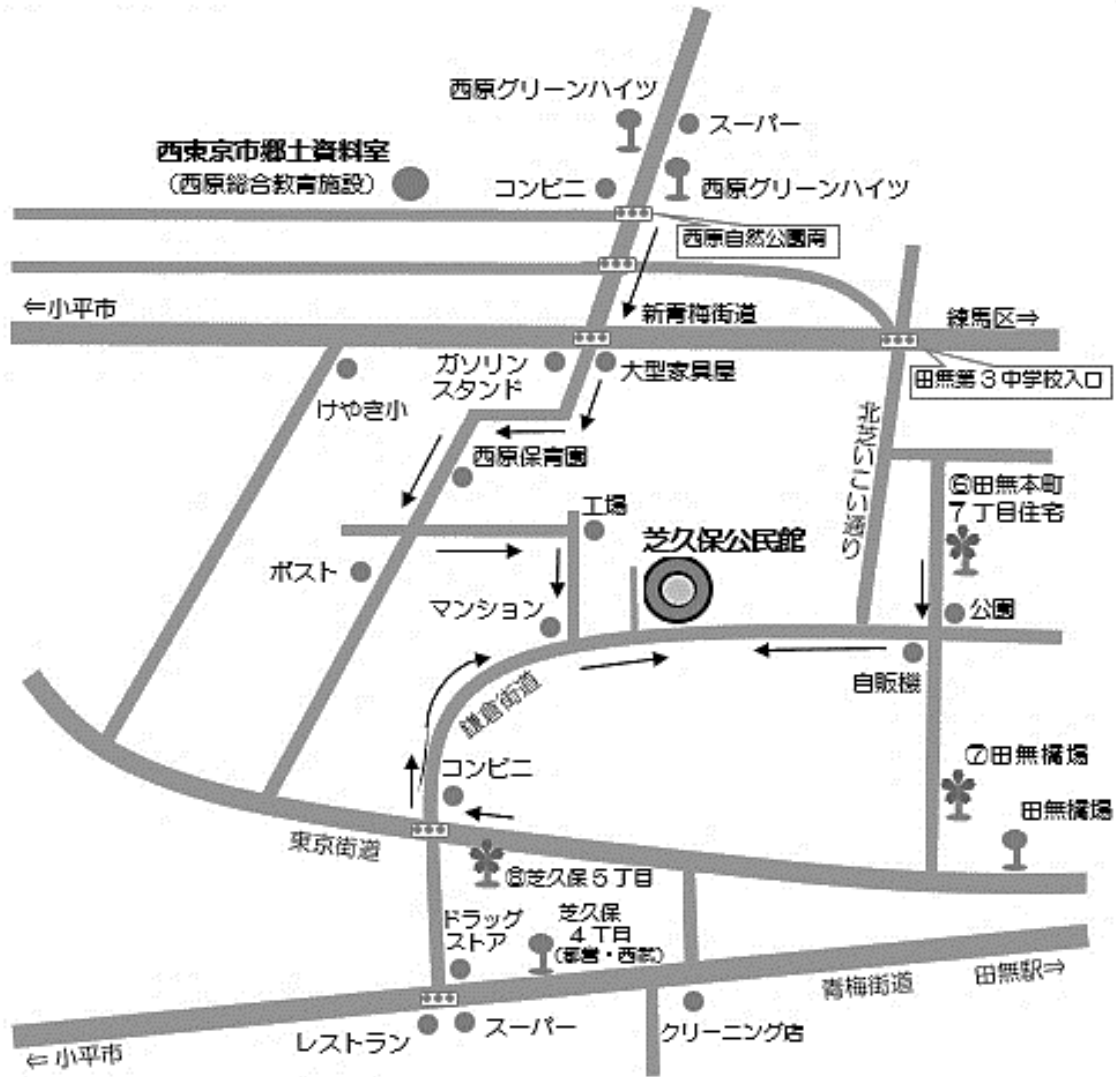 西原グリーンハイツ
スーパー
西東京市郷土資料室
(西原総合教育施設)
コンビニ
西原グリーンハイツ
西原自然公園南
⇐小平市
新青梅街道
練馬区⇒
ガソリン
スタンド
大型家具屋
田無第3中学校入口
けやき小
西原保育園
北たいこい通り
⑥田無本町
7丁目住宅
工場
芝久保公民館
ポスト
マンション
公園
自販機
鎌倉街道
コンビニ
⑦田無橋場
田無橋場
東京街道
⑧芝久保5丁目
ドラッグ
ストア
芝久保
4丁目
(都営・西武)
青梅街道
田無駅⇒
レストラン
スーパー
クリーニング店
⇐小平市